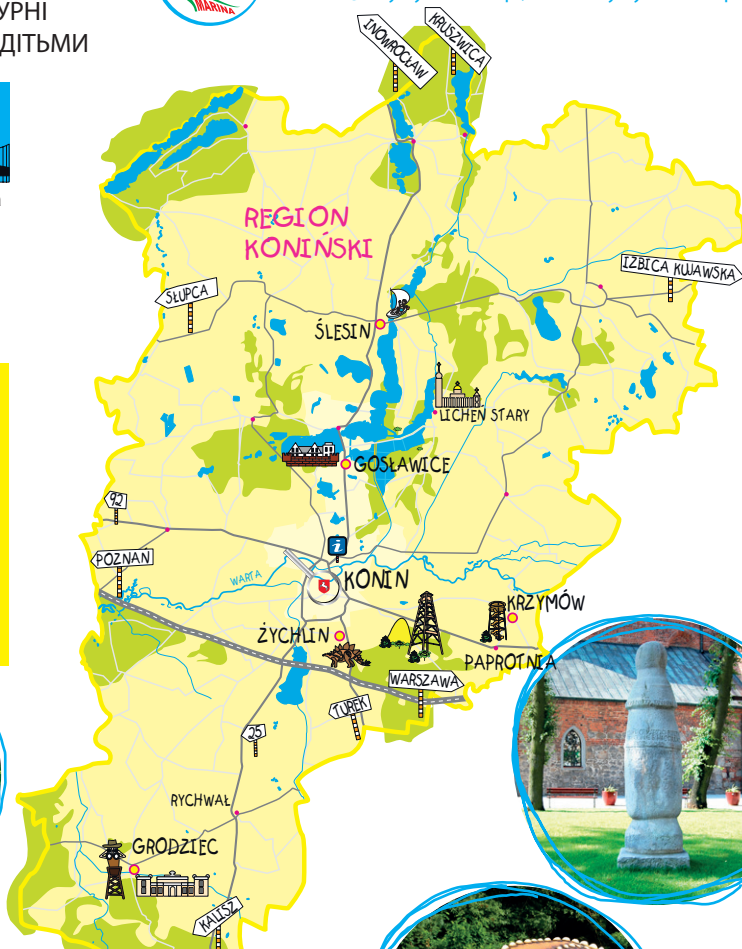 УРНІ
ДІТЬМИ
MARINA
INOWROCŁAW
KRUSZWICA
REGION
KONIŃSKI
IZBICA KUJAWSKA
SŁUPCA
ŚLESIN
LICHEŃ STARY
GOSŁAWICE
92
POZNAŃ
i
WARTA
KONIN
KRZYMÓW
ŻYCHLIN
PAPROTNIA
WARSZAWA
TUREK
25
RYCHWAŁ
GRODZIEC
KALISZ